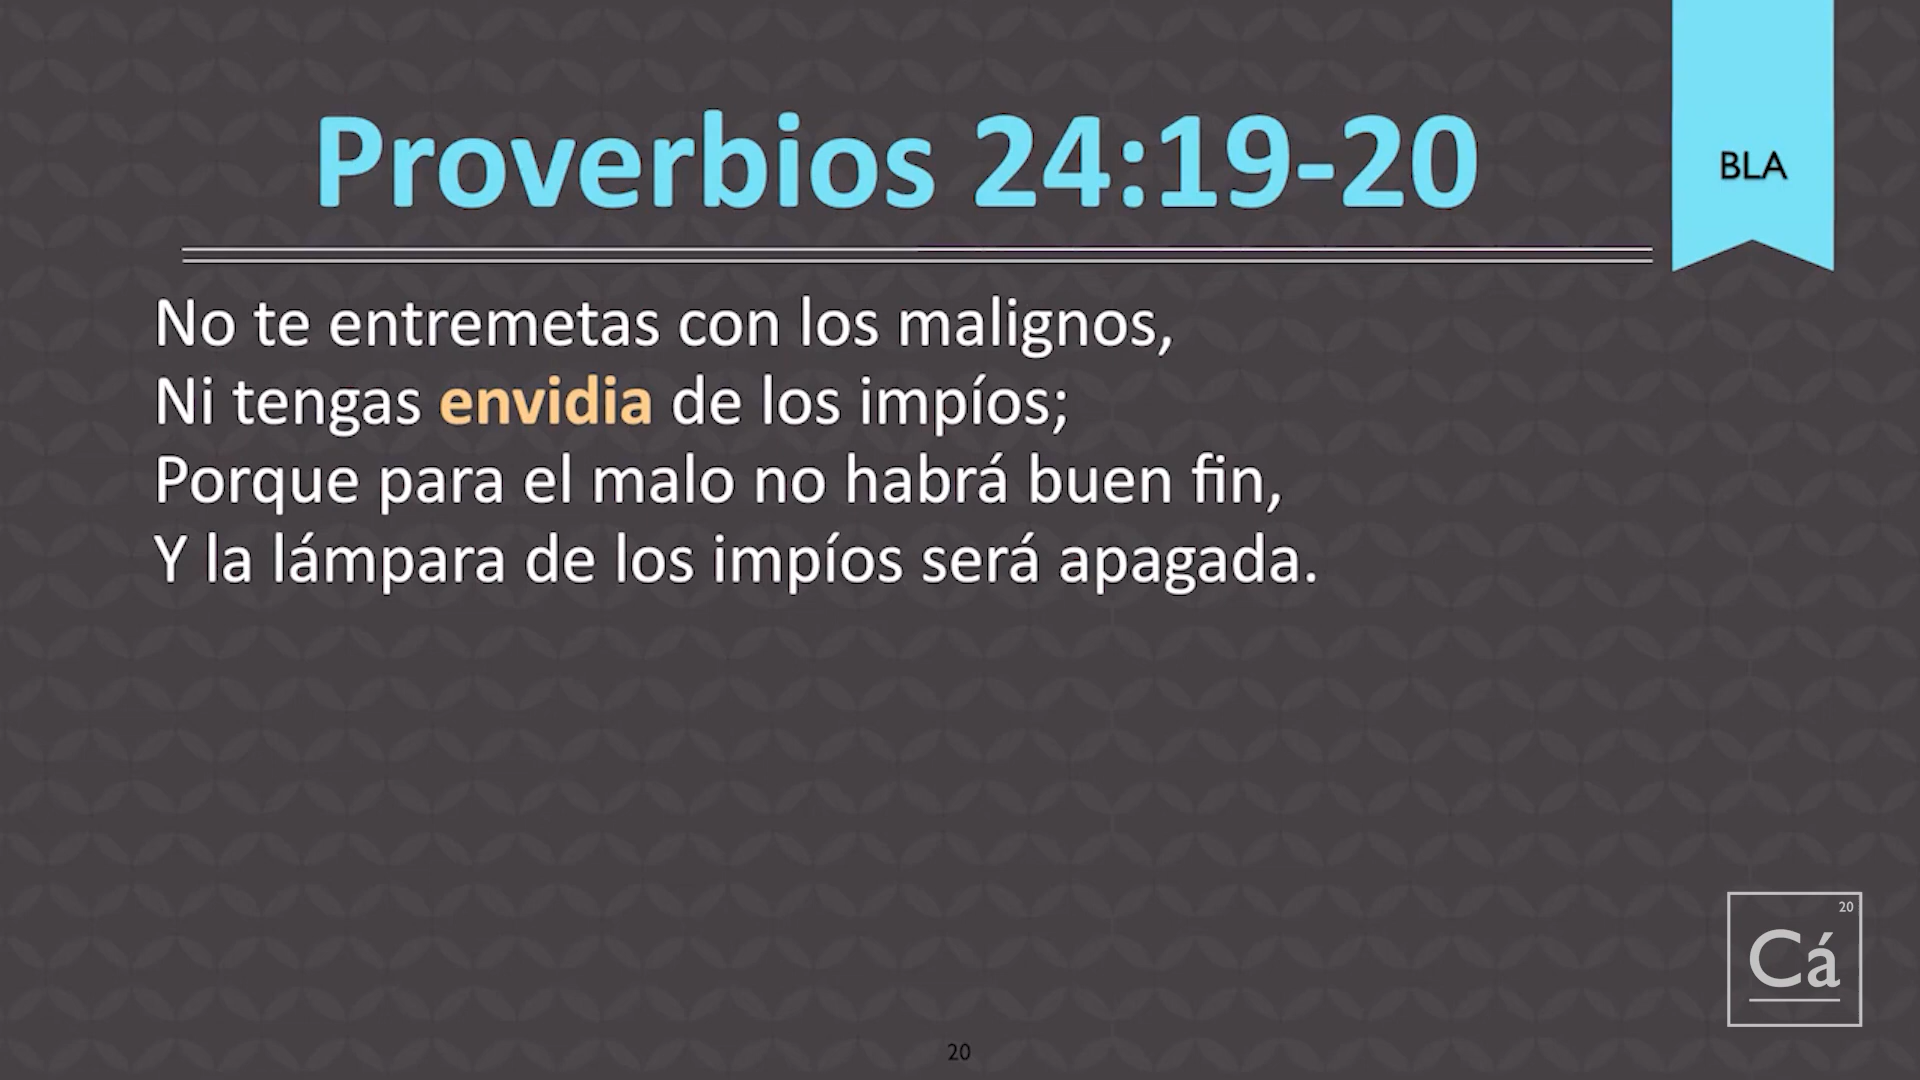 Proverbios 24:19-20
BLA
No te entremetas con los malignos,
Ni tengas envidia de los impíos;
Porque para el malo no habrá buen fin,
Y la lámpara de los impíos será apagada.
20
Cá
20